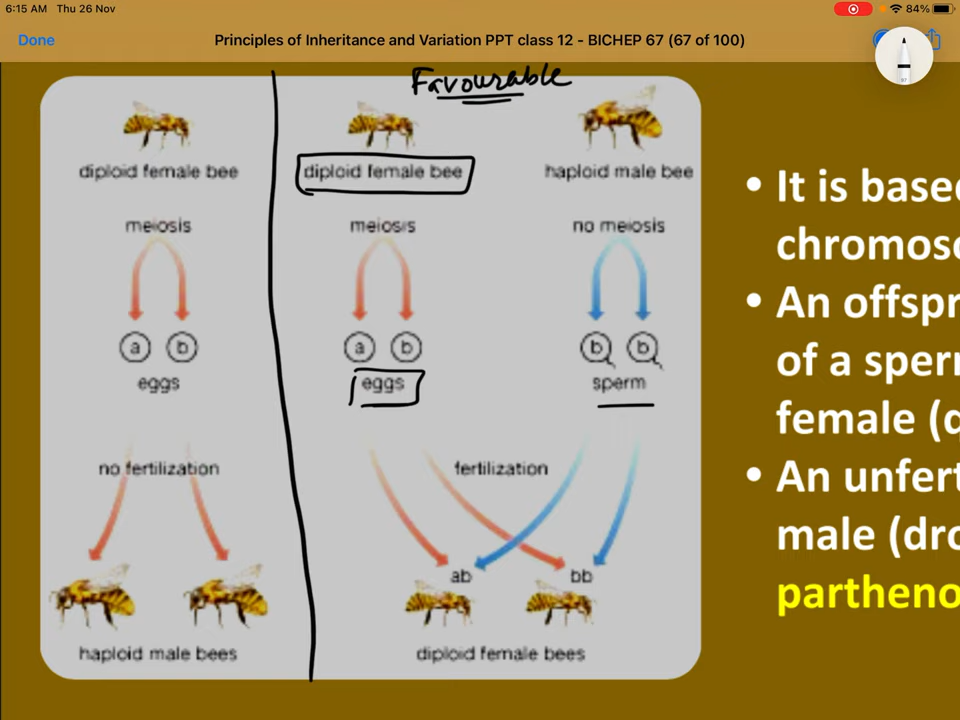 6:15 AM Thu 26 Nov
84%
Done
Principles of Inheritance and Variation PPT class 12 - BICHEP 67 (67 of 100)
Favourable
diploid female bee
diploid female bee
haploid male bee
meiosis
meiosis
no meiosis
a b
a b
b b
eggs
eggs
sperm
no fertilization
fertilization
ab
bb
haploid male bees
diploid female bees
• It is based
chromoso
• An offspr
of a sperm
female (q
• An unfert
male (dro
partheno